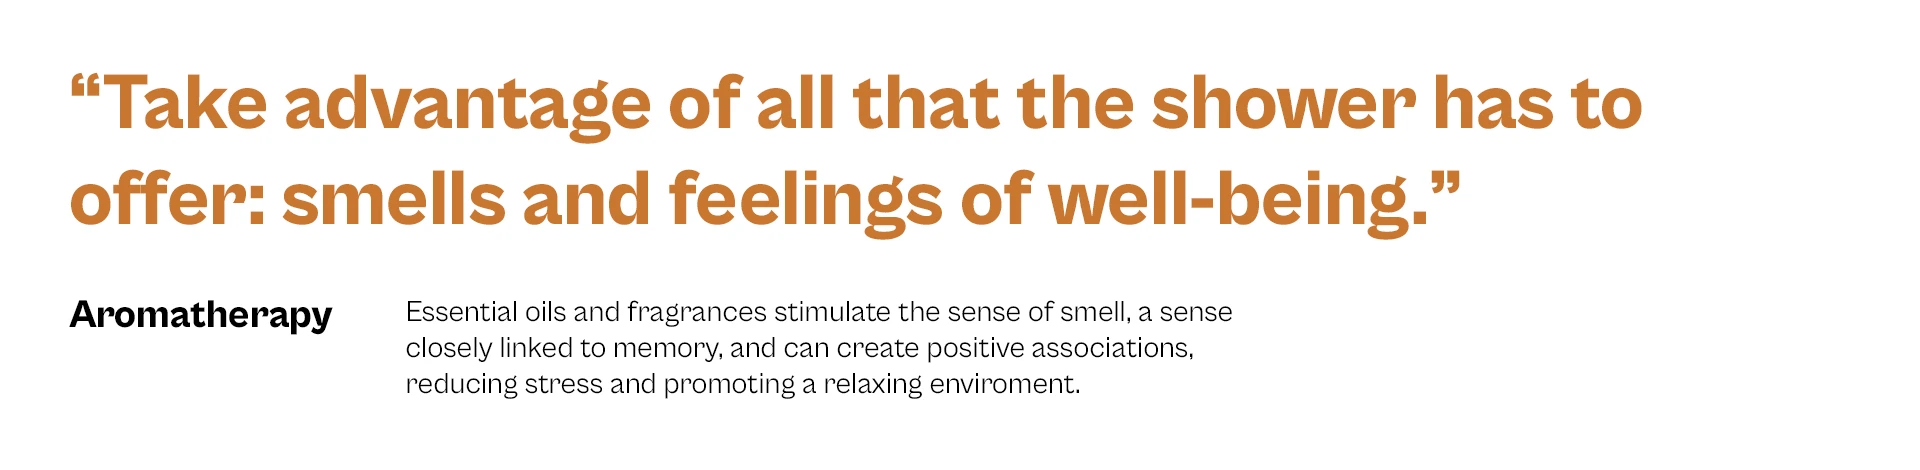 “Take advantage of all that the shower has to
offer: smells and feelings of well-being.”
Aromatherapy
Essential oils and fragrances stimulate the sense of smell, a sense
closely linked to memory, and can create positive associations,
reducing stress and promoting a relaxing enviroment.